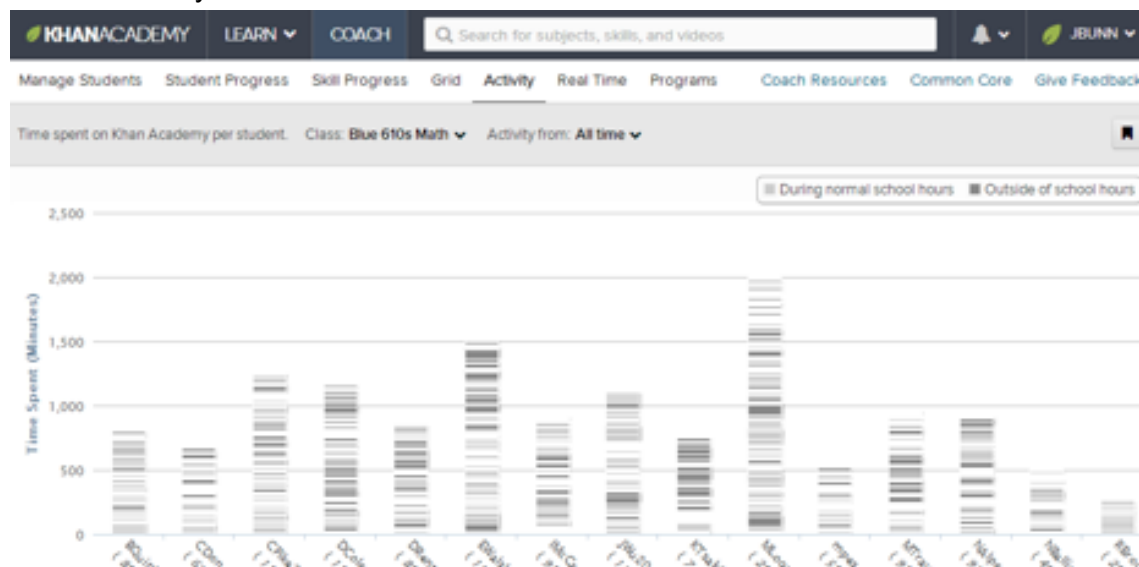 KHANACADEMY LEARN COACH Search for subjects, skills, and videos JBUNN
Manage Students Student Progress Skill Progress Grid Activity Real Time Programs Coach Resources Common Core Give Feedback
Time spent on Khan Academy per student. Class: Blue 610s Math Activity from: All time
During normal school hours Outside of school hours
2,500
2,000
1,500
1,000
500
0
Time Spent (Minutes)